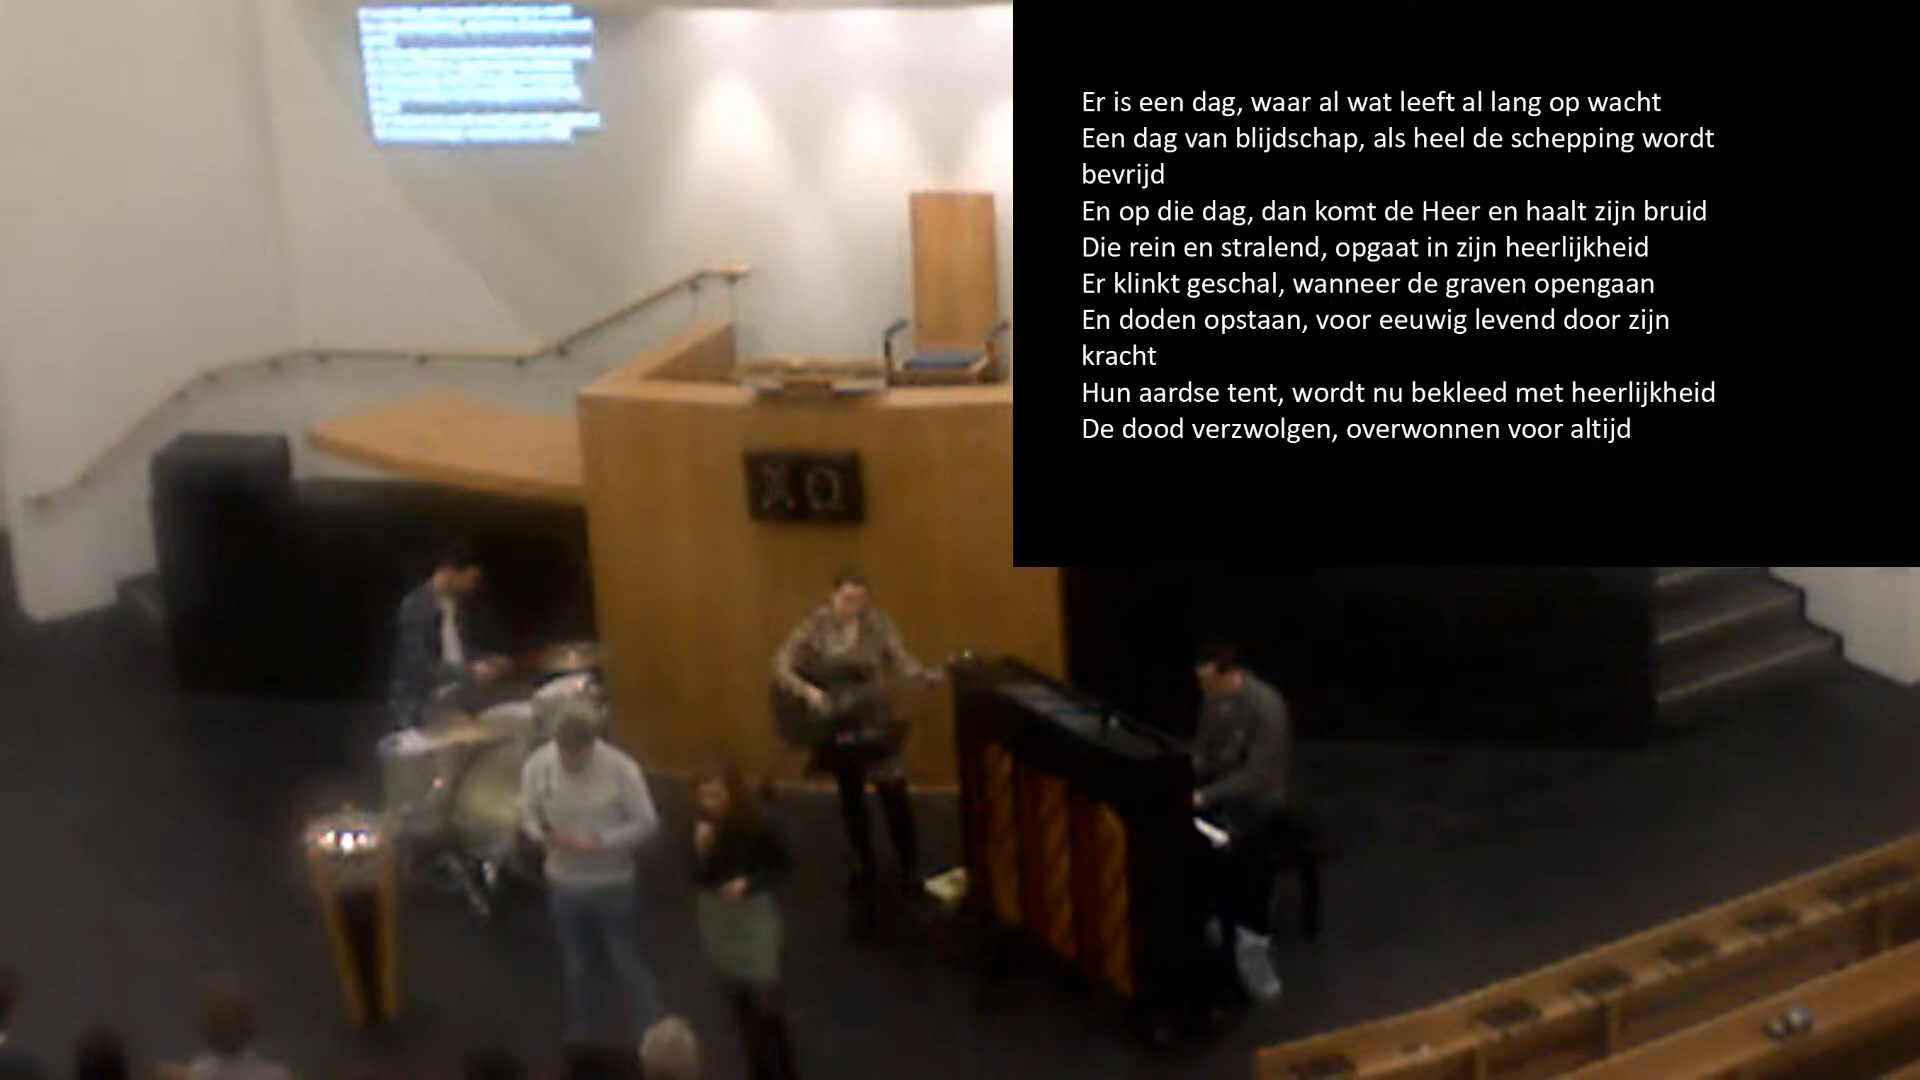 Er is een dag, waar al wat leeft al lang op wacht
Een dag van blijdschap, als heel de schepping wordt
bevrijd
En op die dag, dan komt de Heer en haalt zijn bruid
Die rein en stralend, opgaat in zijn heerlijkheid
Er klinkt geschal, wanneer de graven opengaan
En doden opstaan, voor eeuwig levend door zijn
kracht
Hun aardse tent, wordt nu bekleed met heerlijkheid
De dood verzwolgen, overwonnen voor altijd
Ω